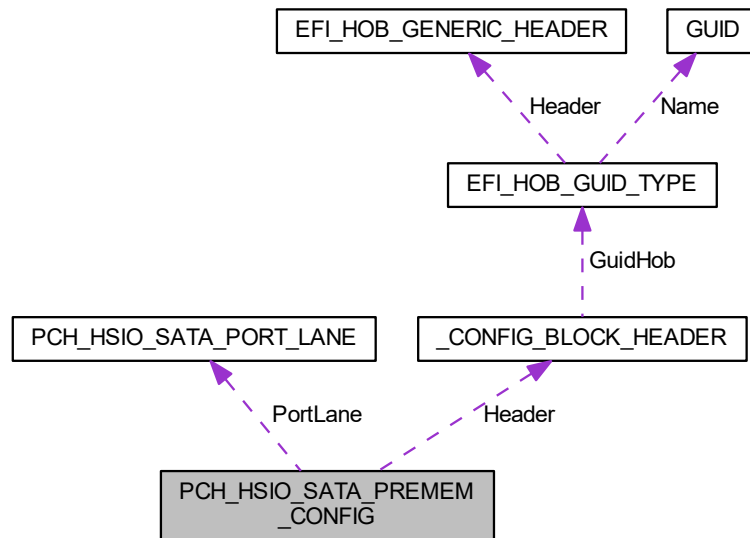 EFI_HOB_GENERIC_HEADER
GUID
Header
Name
EFI_HOB_GUID_TYPE
GuidHob
PCH_HSIO_SATA_PORT_LANE
_CONFIG_BLOCK_HEADER
PortLane
Header
PCH_HSIO_SATA_PREMEM
_CONFIG